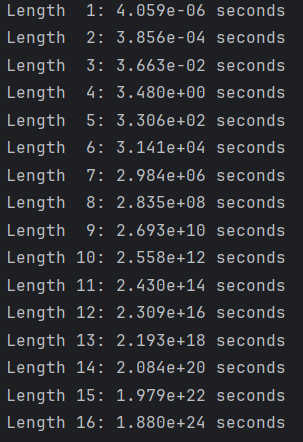 Length  1: 4.059e-06 seconds
Length  2: 3.856e-04 seconds
Length  3: 3.663e-02 seconds
Length  4: 3.480e+00 seconds
Length  5: 3.306e+02 seconds
Length  6: 3.141e+04 seconds
Length  7: 2.984e+06 seconds
Length  8: 2.835e+08 seconds
Length  9: 2.693e+10 seconds
Length 10: 2.558e+12 seconds
Length 11: 2.430e+14 seconds
Length 12: 2.309e+16 seconds
Length 13: 2.193e+18 seconds
Length 14: 2.084e+20 seconds
Length 15: 1.979e+22 seconds
Length 16: 1.880e+24 seconds